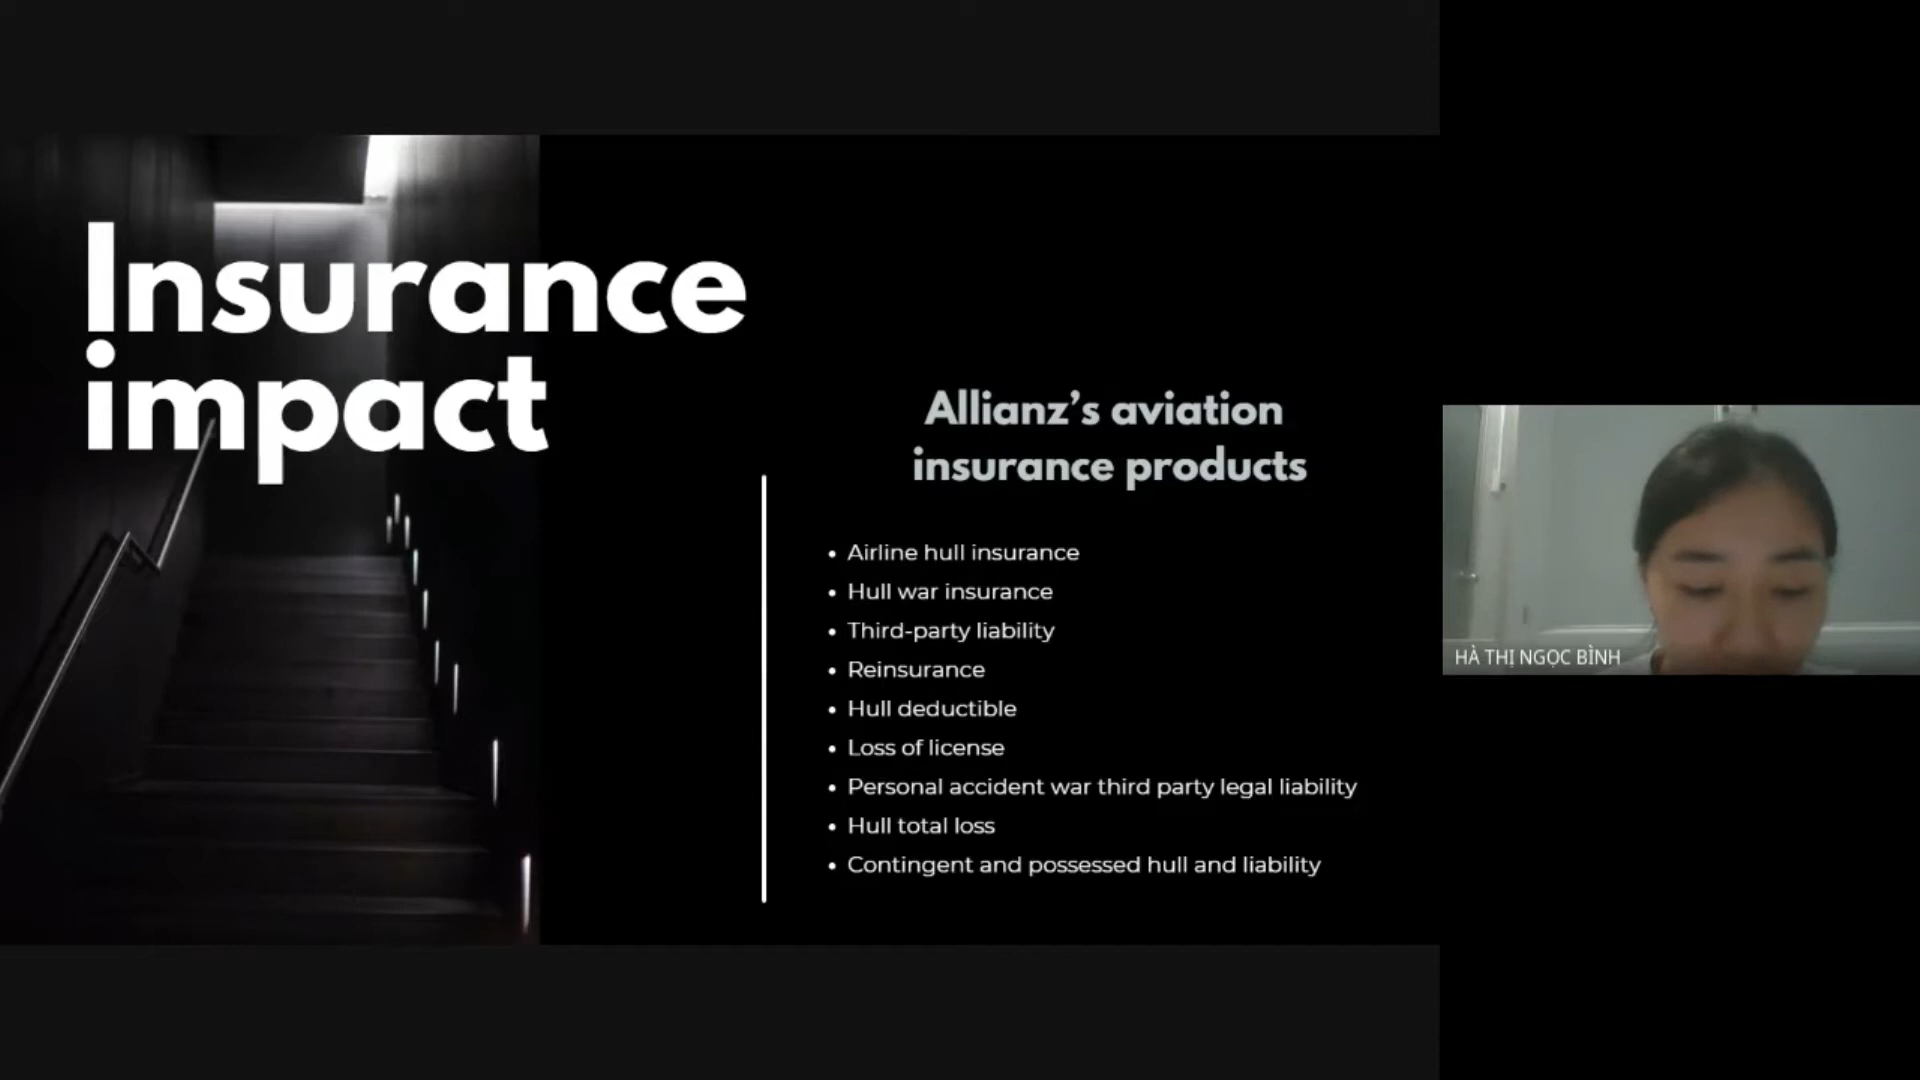 Insurance
impact
Allianz’s aviation
insurance products
• Airline hull insurance
• Hull war insurance
• Third-party liability
• Reinsurance
• Hull deductible
• Loss of license
• Personal accident war third party legal liability
• Hull total loss
• Contingent and possessed hull and liability
HÀ THỊ NGỌC BÌNH